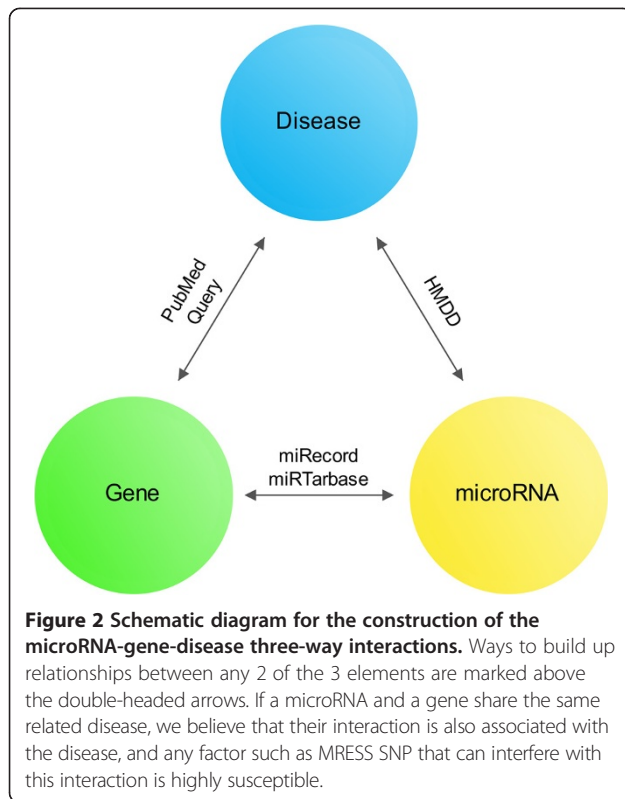 Disease
PubMed
Query
HMDD
miRecord
miRTarbase
Gene
microRNA
Figure 2 Schematic diagram for the construction of the
microRNA-gene-disease three-way interactions. Ways to build up
relationships between any 2 of the 3 elements are marked above
the double-headed arrows. If a microRNA and a gene share the same
related disease, we believe that their interaction is also associated with
the disease, and any factor such as MRESS SNP that can interfere with
this interaction is highly susceptible.